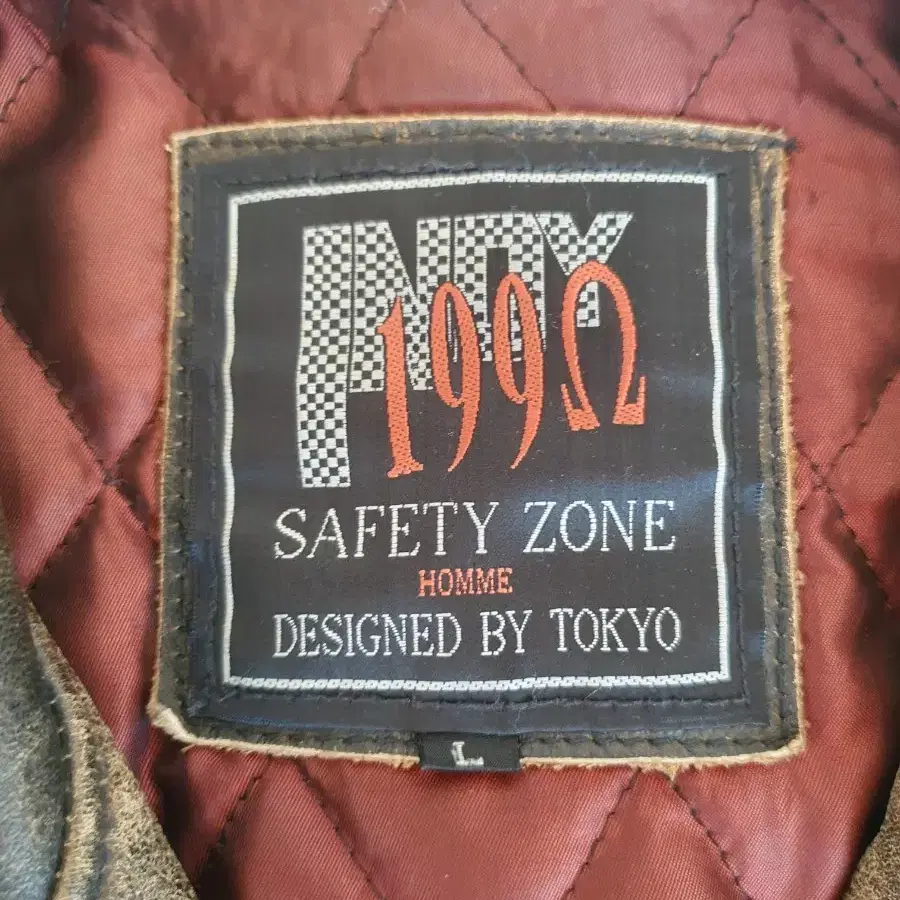 INDY
199Ω
SAFETY ZONE
HOMME
DESIGNED BY TOKYO
L